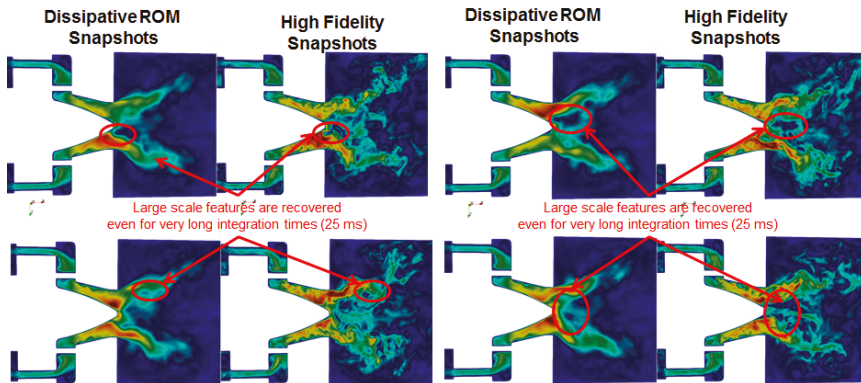 Dissipative ROM
Snapshots
High Fidelity
Snapshots
Dissipative ROM
Snapshots
High Fidelity
Snapshots
Large scale features are recovered
even for very long integration times (25 ms)
Large scale features are fecovered
even for very long integration times (25 ms)